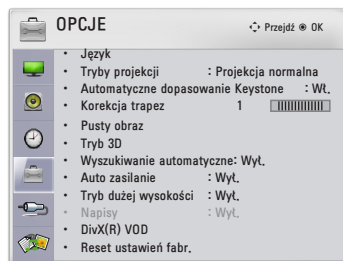 OPCJE
Przejdź OK
• Język
• Tryby projekcji : Projekcja normalna
• Automatyczne dopasowanie Keystone : Wł.
• Korekcja trapez 1
• Pusty obraz
• Tryb 3D
• Wyszukiwanie automatyczne: Wył.
• Auto zasilanie : Wył.
• Tryb dużej wysokości : Wył.
• Napisy : Wył.
• DivX(R) VOD
• Reset ustawień fabr.